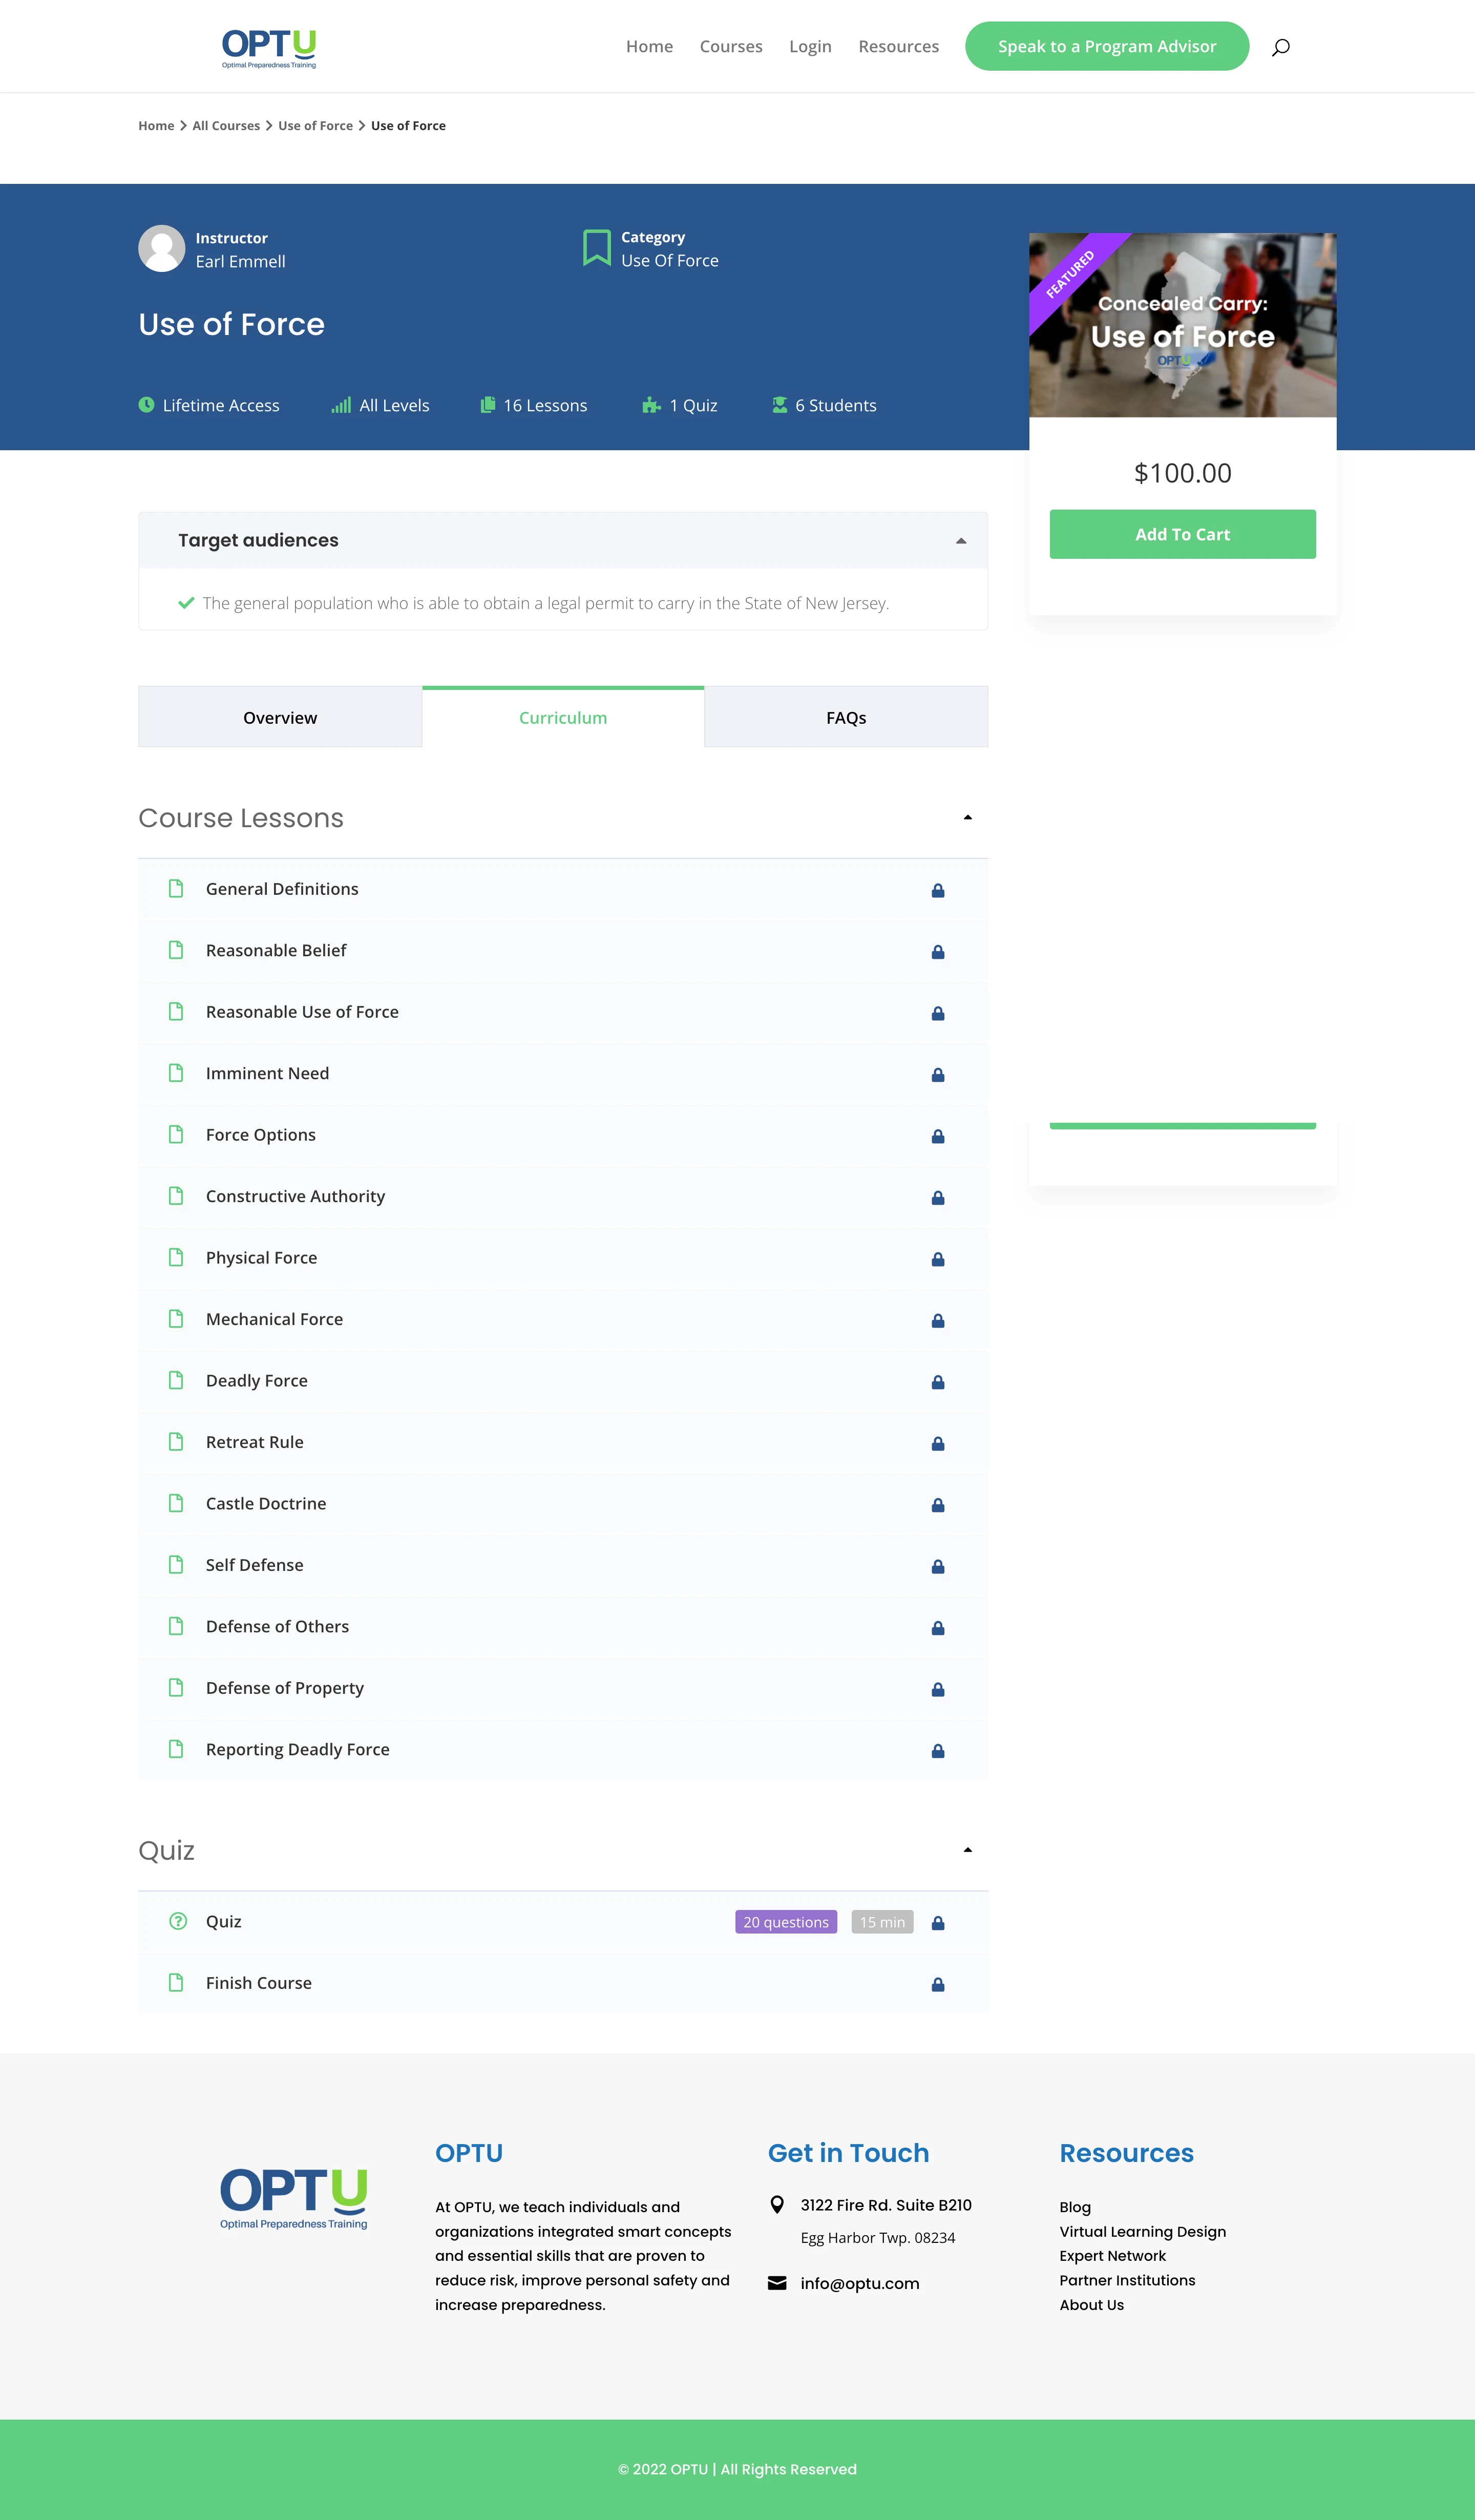 OPTU
Optimal Preparedness Training
Home Courses Login Resources Speak to a Program Advisor
Home > All Courses > Use of Force > Use of Force
Instructor
Earl Emmell
Category
Use Of Force
Use of Force
Lifetime Access All Levels 16 Lessons 1 Quiz 6 Students
FEATURED
Concealed Carry:
Use of Force
OPTU
$100.00
Add To Cart
Target audiences
The general population who is able to obtain a legal permit to carry in the State of New Jersey.
Overview Curriculum FAQs
Course Lessons
General Definitions
Reasonable Belief
Reasonable Use of Force
Imminent Need
Force Options
Constructive Authority
Physical Force
Mechanical Force
Deadly Force
Retreat Rule
Castle Doctrine
Self Defense
Defense of Others
Defense of Property
Reporting Deadly Force
Quiz
Quiz 20 questions 15 min
Finish Course
OPTU
Optimal Preparedness Training
OPTU
At OPTU, we teach individuals and
organizations integrated smart concepts
and essential skills that are proven to
reduce risk, improve personal safety and
increase preparedness.
Get in Touch
3122 Fire Rd. Suite B210
Egg Harbor Twp. 08234
info@optu.com
Resources
Blog
Virtual Learning Design
Expert Network
Partner Institutions
About Us
© 2022 OPTU | All Rights Reserved